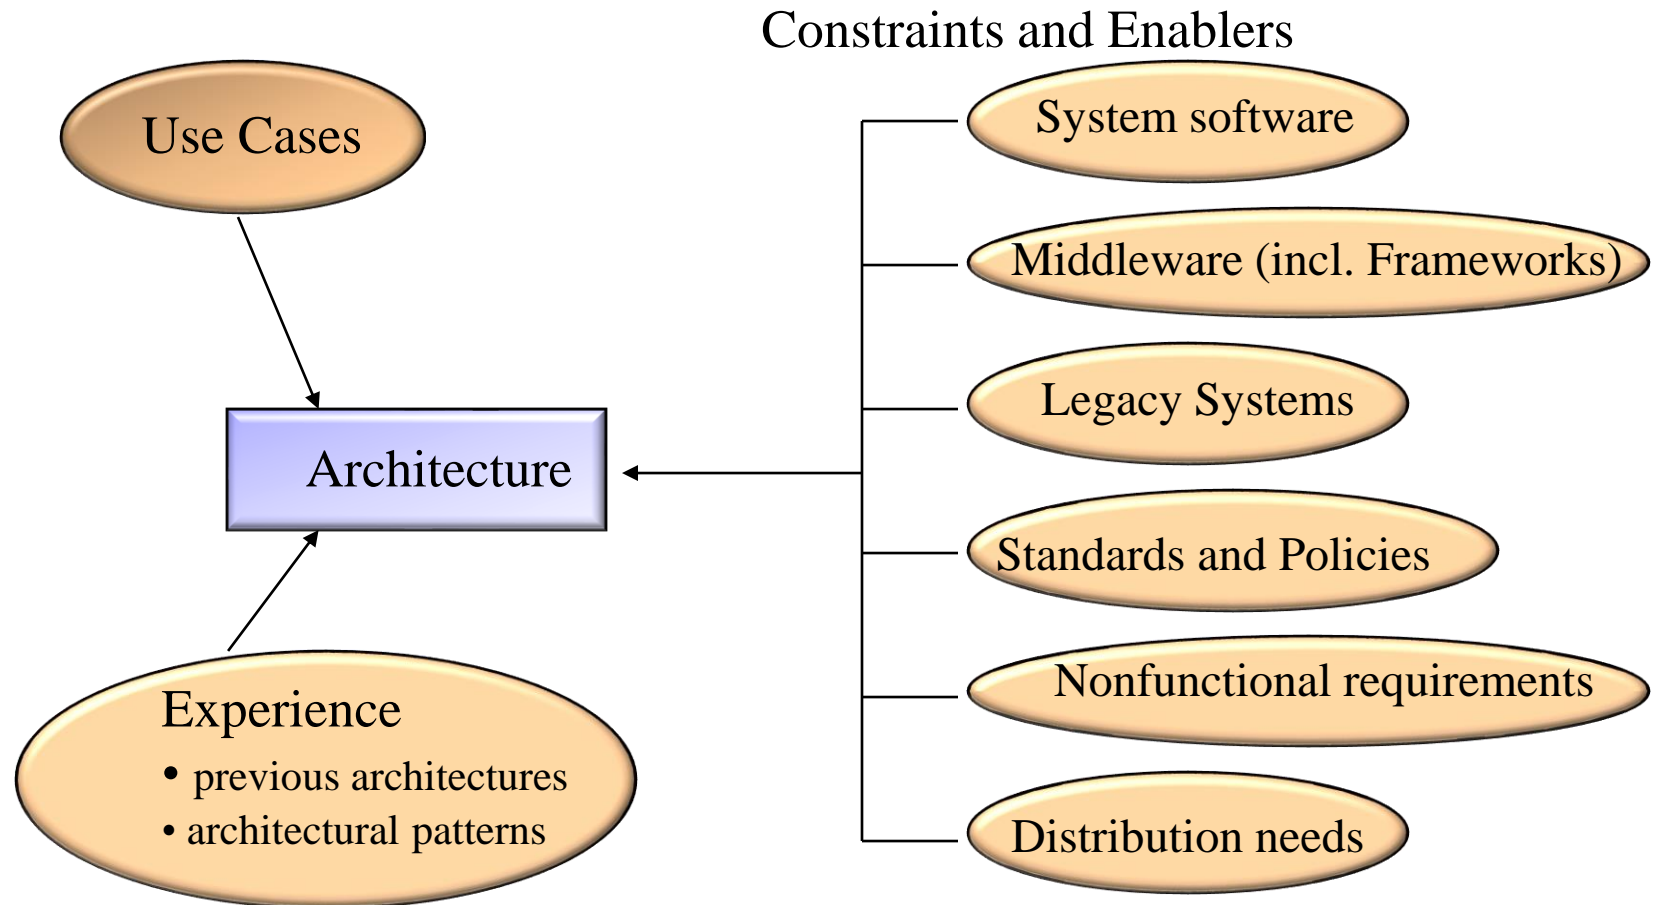 Constraints and Enablers
Use Cases
System software
Middleware (incl. Frameworks)
Legacy Systems
Architecture
Standards and Policies
Nonfunctional requirements
Experience
• previous architectures
• architectural patterns
Distribution needs